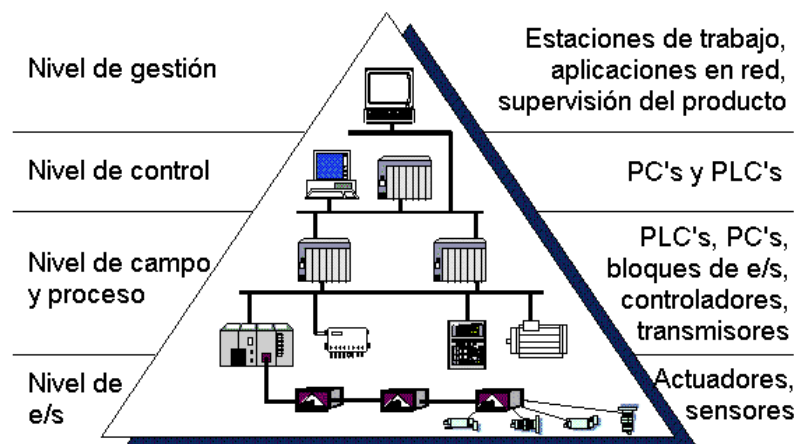 Nivel de gestión
Estaciones de trabajo,
aplicaciones en red,
supervisión del producto
Nivel de control
PC's y PLC's
Nivel de campo
y proceso
PLC's, PC's,
bloques de e/s,
controladores,
transmisores
Nivel de
e/s
Actuadores,
sensores